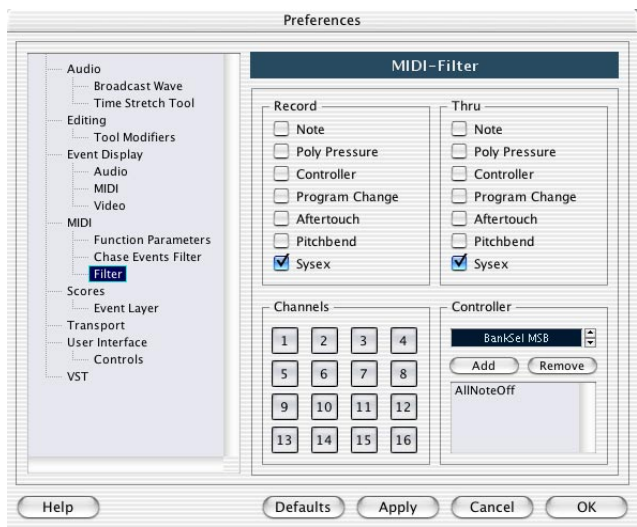 Preferences
Audio
Broadcast Wave
Time Stretch Tool
Editing
Tool Modifiers
Event Display
Audio
MIDI
Video
MIDI
Function Parameters
Chase Events Filter
Filter
Scores
Event Layer
Transport
User Interface
Controls
VST
MIDI-Filter
Record
Note
Poly Pressure
Controller
Program Change
Aftertouch
Pitchbend
Sysex
Thru
Note
Poly Pressure
Controller
Program Change
Aftertouch
Pitchbend
Sysex
Channels
1 2 3 4
5 6 7 8
9 10 11 12
13 14 15 16
Controller
BankSel MSB
Add Remove
AllNoteOff
Help Defaults Apply Cancel OK